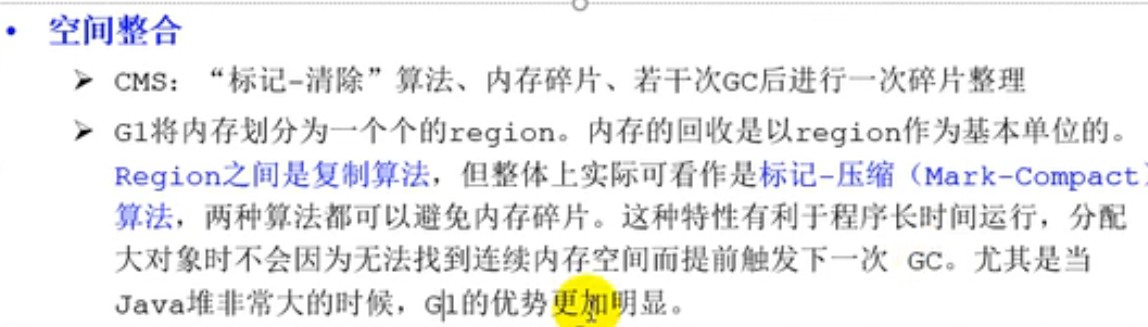 • 空间整合
➢ CMS：“标记-清除”算法、内存碎片、若干次GC后进行一次碎片整理
➢ G1将内存划分为一个个的region。内存的回收是以region作为基本单位的。
Region之间是复制算法，但整体上实际可看作是标记-压缩（Mark-Compact）
算法，两种算法都可以避免内存碎片。这种特性有利于程序长时间运行，分配
大对象时不会因为无法找到连续内存空间而提前触发下一次 GC。尤其是当
Java堆非常大的时候，G1的优势更加明显。